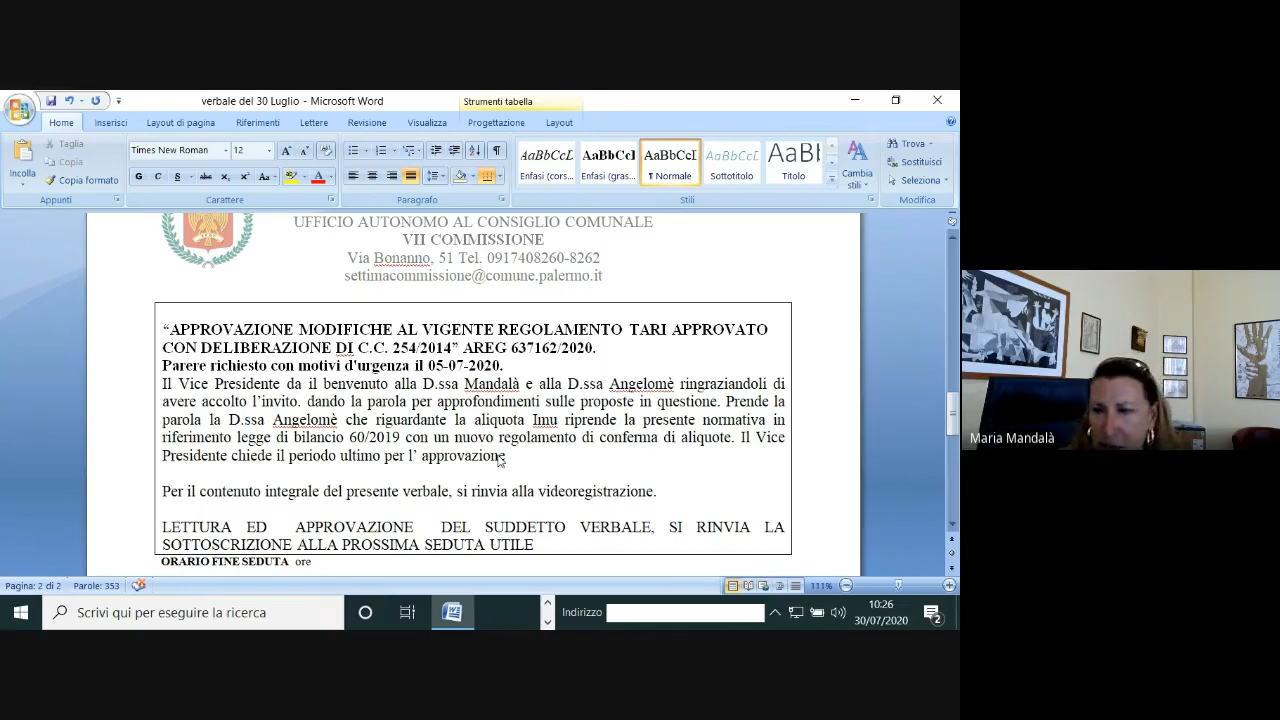 verbale del 30 Luglio - Microsoft Word
Strumenti tabella
Home Inserisci Layout di pagina Riferimenti Lettere Revisione Visualizza Progettazione Layout
Incolla
Taglia
Copia
Copia formato
Times New Roman 12
G C S abc x₂ x² Aa A
AaBbCcL AaBbCcI AaBbCcI AaBbCcL AaBb
Enfasi (cors... Enfasi (gras... ¶ Normale Sottotitolo Titolo
Cambia stili
Trova
Sostituisci
Seleziona
Appunti Carattere Paragrafo Stili Modifica
UFFICIO AUTONOMO AL CONSIGLIO COMUNALE
VII COMMISSIONE
Via Bonanno, 51 Tel. 0917408260-8262
settimacommissione@comune.palermo.it
“APPROVAZIONE MODIFICHE AL VIGENTE REGOLAMENTO TARI APPROVATO
CON DELIBERAZIONE DI C.C. 254/2014” AREG 637162/2020.
Parere richiesto con motivi d'urgenza il 05-07-2020.
Il Vice Presidente da il benvenuto alla D.ssa Mandalà e alla D.ssa Angelomè ringraziandoli di
avere accolto l’invito. dando la parola per approfondimenti sulle proposte in questione. Prende la
parola la D.ssa Angelomè che riguardante la aliquota Imu riprende la presente normativa in
riferimento legge di bilancio 60/2019 con un nuovo regolamento di conferma di aliquote. Il Vice
Presidente chiede il periodo ultimo per l’ approvazione
Per il contenuto integrale del presente verbale, si rinvia alla videoregistrazione.
LETTURA ED APPROVAZIONE DEL SUDDETTO VERBALE, SI RINVIA LA
SOTTOSCRIZIONE ALLA PROSSIMA SEDUTA UTILE
ORARIO FINE SEDUTA ore
Pagina: 2 di 2 Parole: 353 111%
Scrivi qui per eseguire la ricerca
Indirizzo
10:26
30/07/2020
2
Maria Mandalà